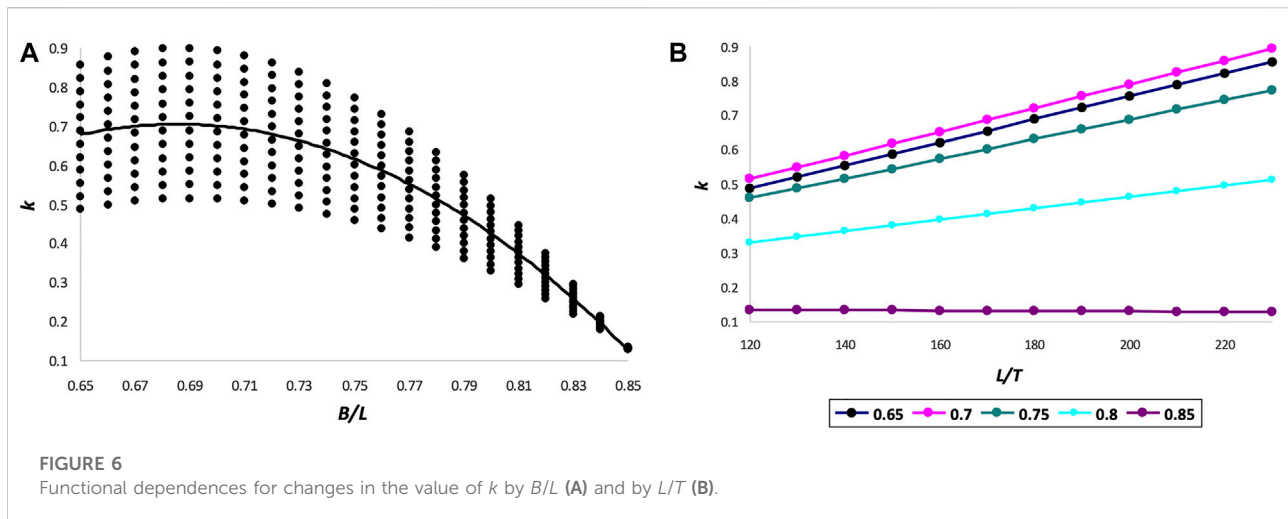 A
0.9
0.8
0.7
0.6
0.5
0.4
0.3
0.2
0.1
k
0.65 0.67 0.69 0.71 0.73 0.75 0.77 0.79 0.81 0.83 0.85
B/L
B
0.9
0.8
0.7
0.6
0.5
0.4
0.3
0.2
0.1
k
120 140 160 180 200 220
L/T
0.65 0.7 0.75 0.8 0.85
FIGURE 6
Functional dependences for changes in the value of k by B/L (A) and by L/T (B).